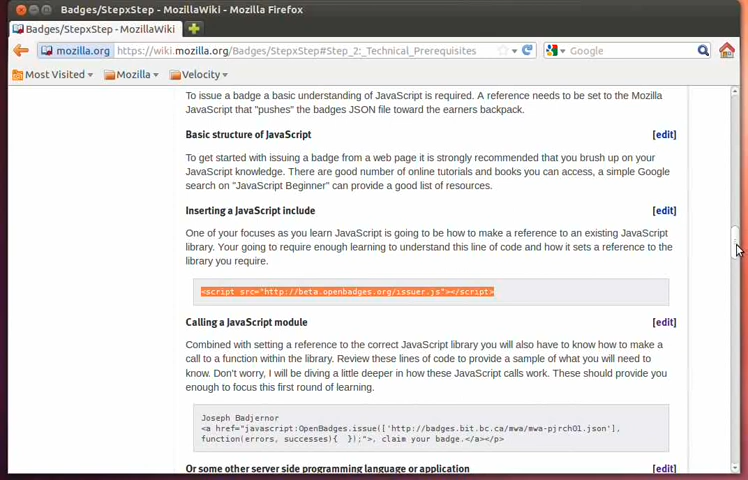 Badges/StepxStep - MozillaWiki - Mozilla Firefox
Badges/StepxStep - MozillaWiki
mozilla.org https://wiki.mozilla.org/Badges/StepxStep#Step_2:_Technical_Prerequisites Google
Most Visited Mozilla Velocity
To issue a badge a basic understanding of JavaScript is required. A reference needs to be set to the Mozilla
JavaScript that "pushes" the badges JSON file toward the earners backpack.
Basic structure of JavaScript [edit]
To get started with issuing a badge from a web page it is strongly recommended that you brush up on your
JavaScript knowledge. There are good number of online tutorials and books you can access, a simple Google
search on "JavaScript Beginner" can provide a good list of resources.
Inserting a JavaScript include [edit]
One of your focuses as you learn JavaScript is going to be how to make a reference to an existing JavaScript
library. Your going to require enough learning to understand this line of code and how it sets a reference to the
library you require.
<script src="http://beta.openbadges.org/issuer.js"></script>
Calling a JavaScript module [edit]
Combined with setting a reference to the correct JavaScript library you will also have to know how to make a
call to a function within the library. Review these lines of code to provide a sample of what you will need to
know. Don't worry, I will be diving a little deeper in how these JavaScript calls work. These should provide you
enough to focus this first round of learning.
Joseph Badjernor
<a href="javascript:OpenBadges.issue(['http://badges.bit.bc.ca/mwa/mwa-pjrch01.json'],
function(errors, successes){ });">, claim your badge.</a></p>
Or some other server side programming language or application [edit]